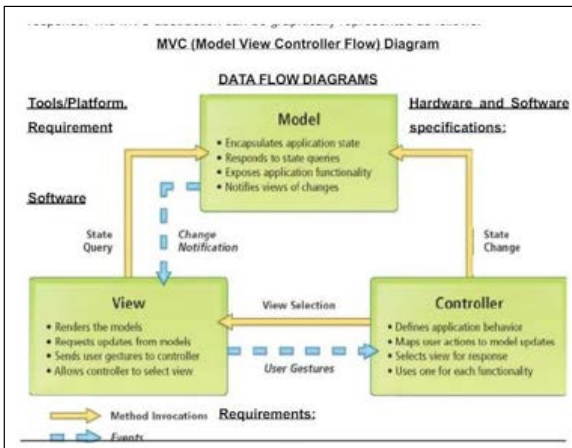 MVC (Model View Controller Flow) Diagram
DATA FLOW DIAGRAMS
Tools/Platform,
Requirement
Hardware and Software
specifications:
Model
• Encapsulates application state
• Responds to state queries
• Exposes application functionality
• Notifies views of changes
Software
State
Query
Change
Notification
State
Change
View
• Renders the models
• Requests updates from models
• Sends user gestures to controller
• Allows controller to select view
View Selection
User Gestures
Controller
• Defines application behavior
• Maps user actions to model updates
• Selects view for response
• Uses one for each functionality
Method Invocations
Requirements:
Events